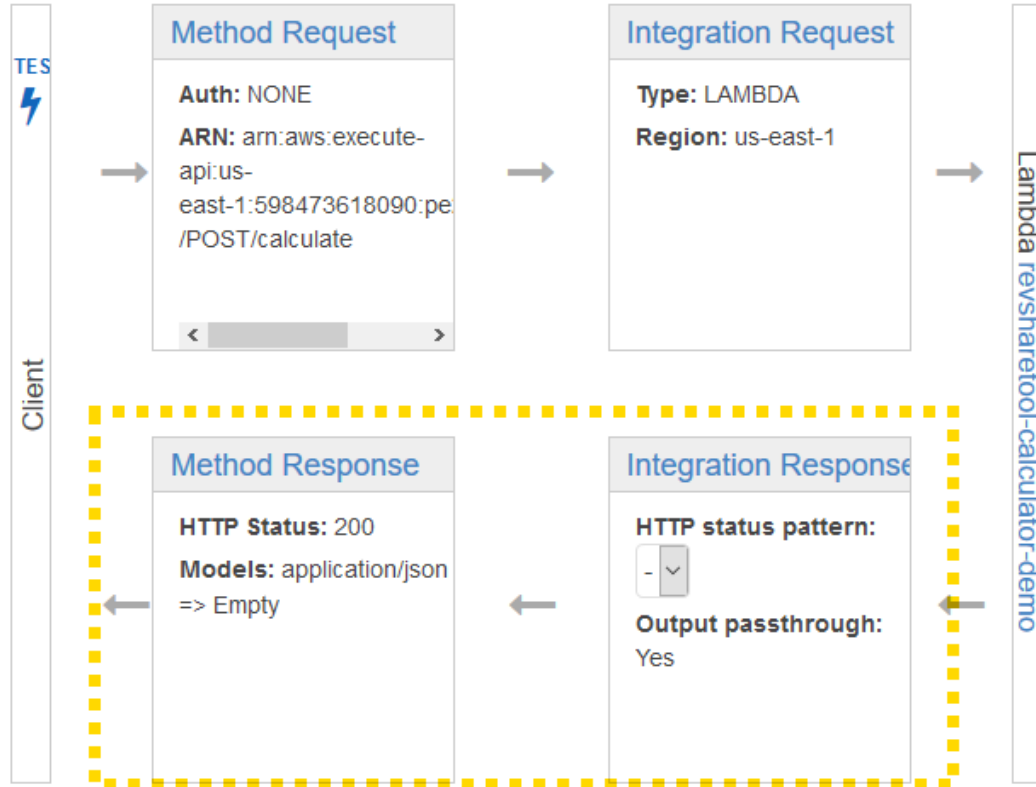 Method Request
Integration Request
TES
Auth: NONE
ARN: arn:aws:execute-
api:us-
east-1:598473618090:pe
/POST/calculate
Type: LAMBDA
Region: us-east-1
Client
Lambda revsharetool-calculator-demo
Method Response
Integration Response
HTTP Status: 200
Models: application/json
=> Empty
HTTP status pattern:
-
Output passthrough:
Yes